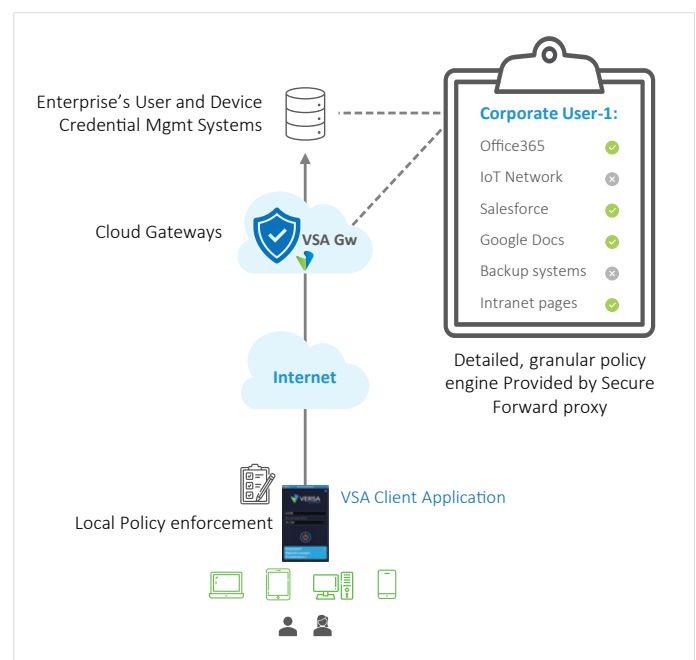 Enterprise's User and Device
Credential Mgmt Systems
Corporate User-1:
Office365
IoT Network
Salesforce
Google Docs
Backup systems
Intranet pages
Cloud Gateways
VSA Gw
Detailed, granular policy
engine Provided by Secure
Forward proxy
Internet
VSA Client Application
VERSA
Local Policy enforcement